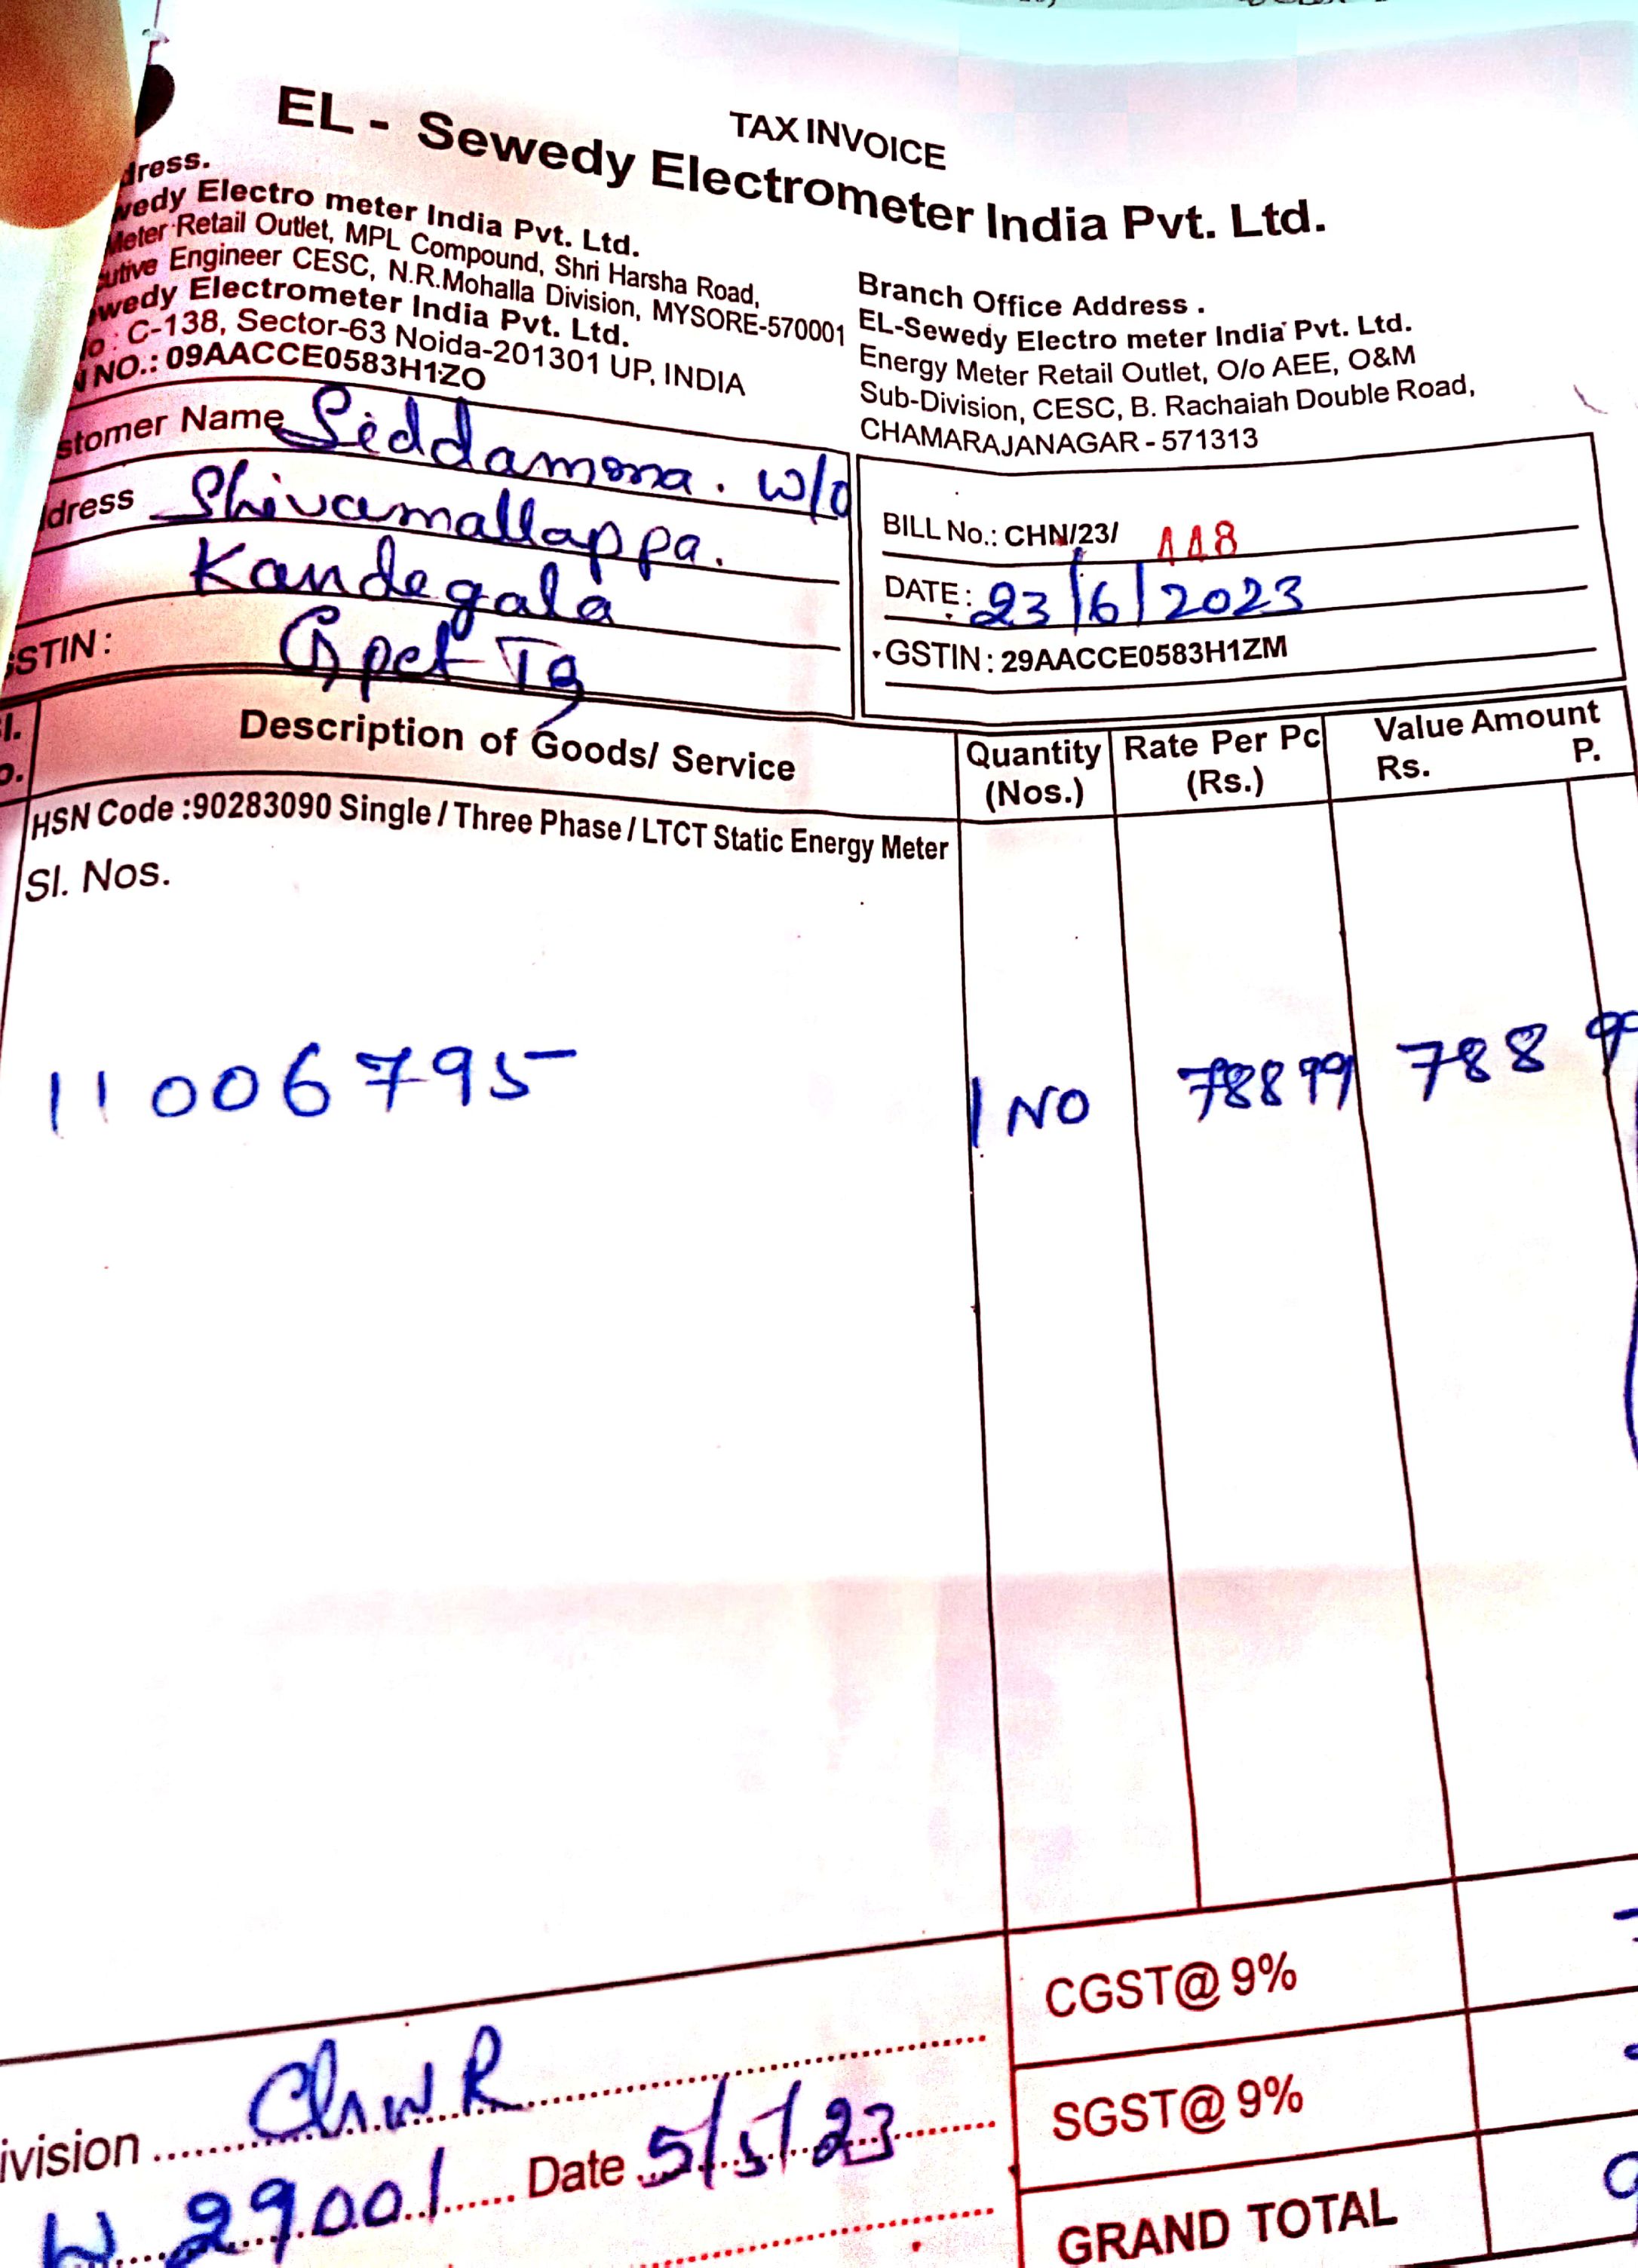 TAX INVOICE
EL - Sewedy Electrometer India Pvt. Ltd.
dress.
wedy Electro meter India Pvt. Ltd.
Meter Retail Outlet, MPL Compound, Shri Harsha Road,
utive Engineer CESC, N.R.Mohalla Division, MYSORE-570001
wedy Electrometer India Pvt. Ltd.
o : C-138, Sector-63 Noida-201301 UP, INDIA
NO.: 09AACCE0583H1ZO
Branch Office Address .
EL-Sewedy Electro meter India Pvt. Ltd.
Energy Meter Retail Outlet, O/o AEE, O&M
Sub-Division, CESC, B. Rachaiah Double Road,
CHAMARAJANAGAR - 571313
stomer Name Siddamma. w/o
dress Shivamallappa.
Kandegala
STIN : Gpet Tq
BILL No.: CHN/23/ 118
DATE : 23/6/2023
GSTIN : 29AACCE0583H1ZM
Description of Goods/ Service
Quantity (Nos.)
Rate Per Pc (Rs.)
Value Amount
Rs. P.
HSN Code :90283090 Single / Three Phase / LTCT Static Energy Meter
Sl. Nos.
11006795 1 NO 78899 788 9
CGST@ 9%
SGST@ 9%
GRAND TOTAL
ivision ChNR
29001 Date 5/5/23